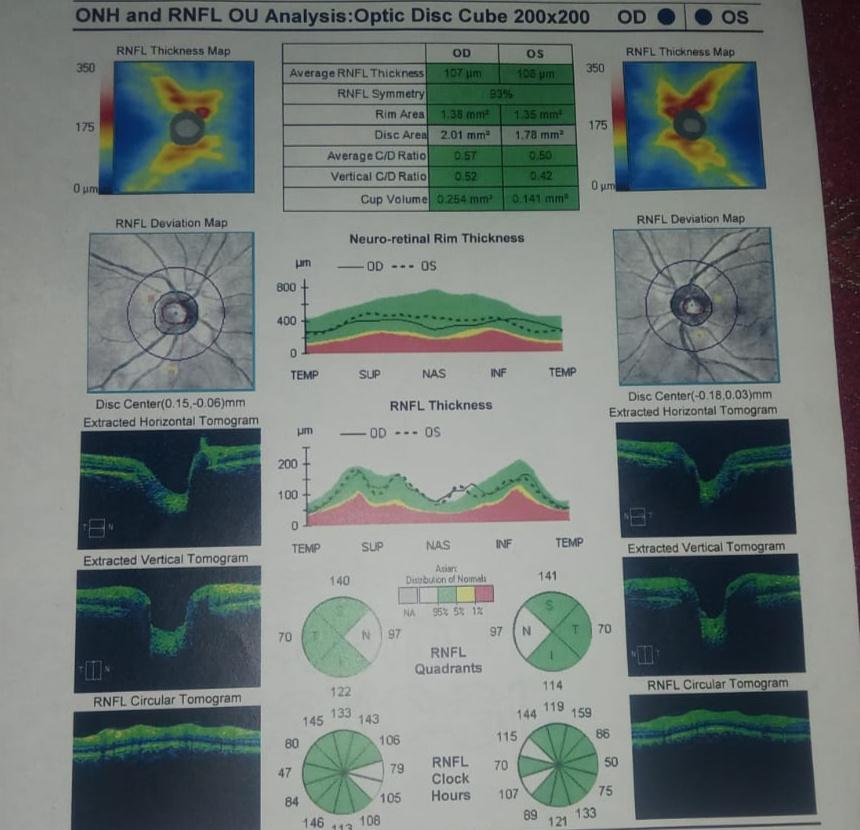 ONH and RNFL OU Analysis:Optic Disc Cube 200x200 OD OS
RNFL Thickness Map
350
175
0 µm
OD OS
Average RNFL Thickness 107 µm µm
RNFL Symmetry 93%
Rim Area 1.38 mm² 1.35 mm²
Disc Area 2.01 mm² 1.78 mm²
Average C/D Ratio 0.57 0.50
Vertical C/D Ratio 0.52 0.42
Cup Volume 0.254 mm³ 0.141 mm³
RNFL Thickness Map
350
175
0 µm
RNFL Deviation Map
Neuro-retinal Rim Thickness
RNFL Deviation Map
µm OD OS
800
400
0
TEMP SUP NAS INF TEMP
Disc Center(0.15,-0.06)mm
Disc Center(-0.18,0.03)mm
Extracted Horizontal Tomogram
RNFL Thickness
Extracted Horizontal Tomogram
µm OD OS
200
100
0
T N
N T
TEMP SUP NAS INF TEMP
Extracted Vertical Tomogram
Extracted Vertical Tomogram
Asian:
Distribution of Normals
NA 95% 5% 1%
140
S
70 T N 97
I
122
141
S
97 N T 70
I
114
RNFL
Quadrants
RNFL Circular Tomogram
RNFL Circular Tomogram
145 133 143
80 106
47 79
84 105
146 113 108
RNFL
Clock
Hours
144 119 159
115 86
70 50
107 75
89 121 133